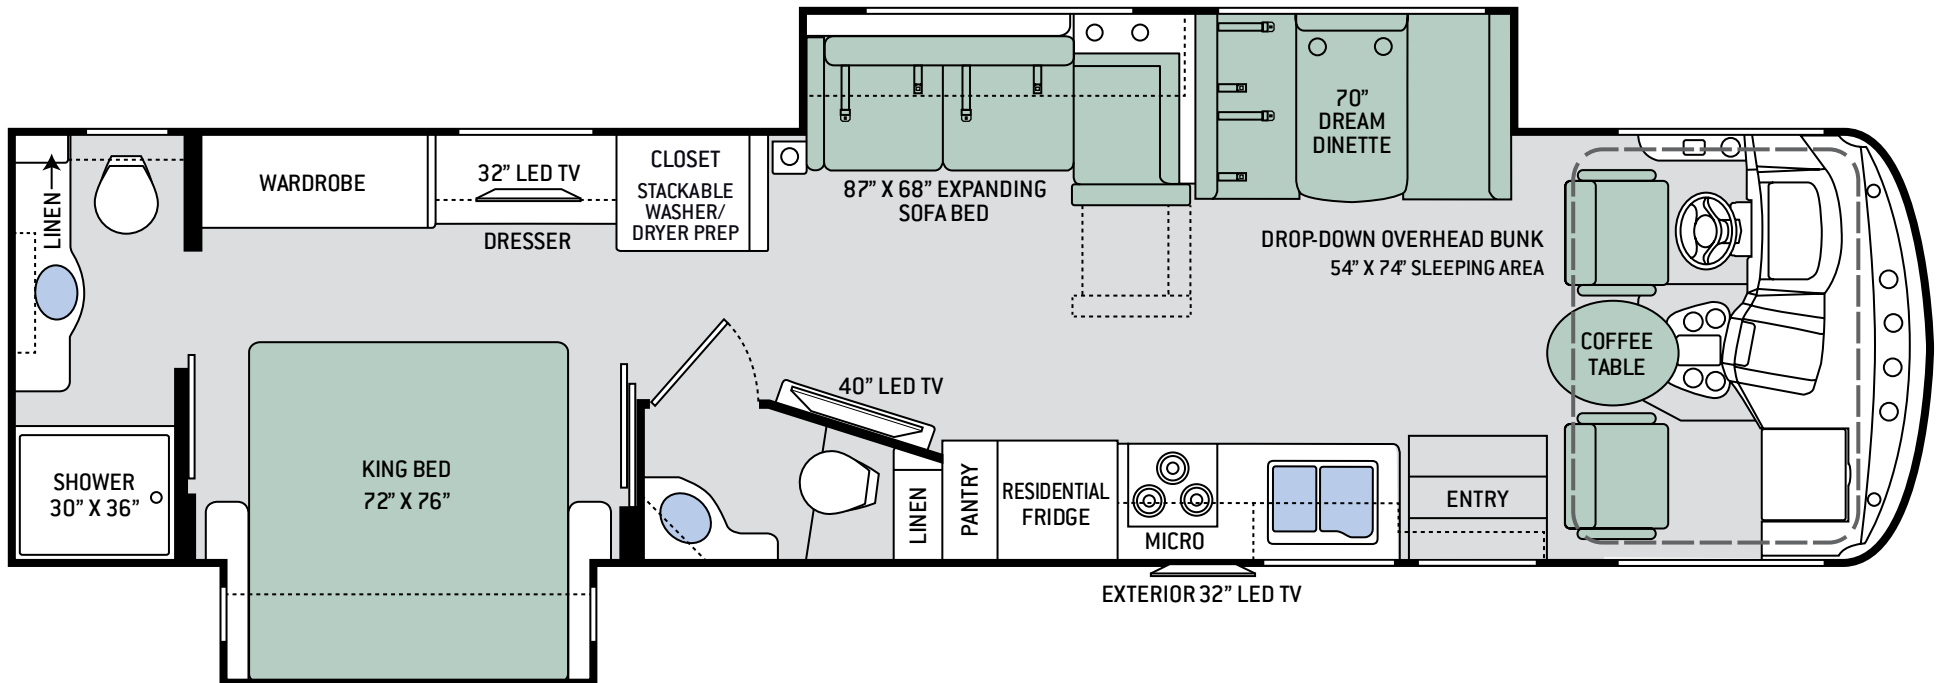 LINEN
WARDROBE
32” LED TV
DRESSER
CLOSET
STACKABLE
WASHER/
DRYER PREP
87” X 68” EXPANDING
SOFA BED
70”
DREAM
DINETTE
DROP-DOWN OVERHEAD BUNK
54” X 74” SLEEPING AREA
COFFEE
TABLE
40” LED TV
SHOWER
30” X 36”
KING BED
72” X 76”
LINEN
PANTRY
RESIDENTIAL
FRIDGE
MICRO
ENTRY
EXTERIOR 32” LED TV